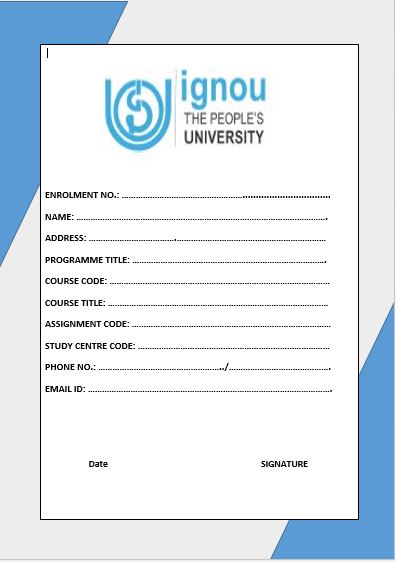 ignou
THE PEOPLE'S
UNIVERSITY
ENROLMENT NO.: ................................................................................
NAME: ................................................................................................
ADDRESS: ...........................................................................................
PROGRAMME TITLE: ..........................................................................
COURSE CODE: ...................................................................................
COURSE TITLE: ...................................................................................
ASSIGNMENT CODE: ..........................................................................
STUDY CENTRE CODE: .......................................................................
PHONE NO.: ............................................../......................................
EMAIL ID: ...........................................................................................
Date SIGNATURE